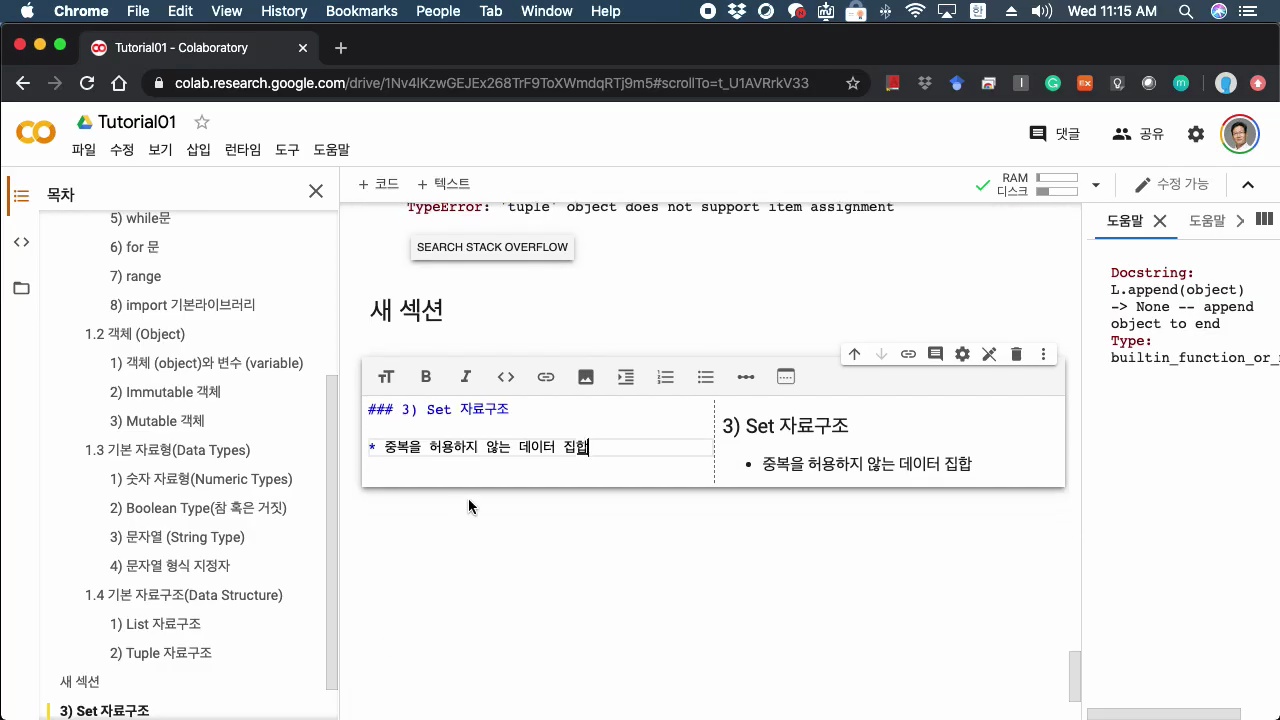 Chrome File Edit View History Bookmarks People Tab Window Help 한 Wed 11:15 AM
Tutorial01 - Colaboratory
colab.research.google.com/drive/1Nv4lKzwGEJEx268TrF9ToXWmdqRTj9m5#scrollTo=t_U1AVRrkV33
Tutorial01
댓글 공유
파일 수정 보기 삽입 런타임 도구 도움말
목차
+ 코드 + 텍스트
RAM
디스크
수정 가능
5) while문
6) for 문
7) range
8) import 기본라이브러리
1.2 객체 (Object)
1) 객체 (object)와 변수 (variable)
2) Immutable 객체
3) Mutable 객체
1.3 기본 자료형(Data Types)
1) 숫자 자료형(Numeric Types)
2) Boolean Type(참 혹은 거짓)
3) 문자열 (String Type)
4) 문자열 형식 지정자
1.4 기본 자료구조(Data Structure)
1) List 자료구조
2) Tuple 자료구조
새 섹션
3) Set 자료구조
TypeError: 'tuple' object does not support item assignment
SEARCH STACK OVERFLOW
새 섹션
### 3) Set 자료구조
* 중복을 허용하지 않는 데이터 집합
3) Set 자료구조
• 중복을 허용하지 않는 데이터 집합
도움말 도움말
Docstring:
L.append(object)
-> None -- append
object to end
Type:
builtin_function_or_